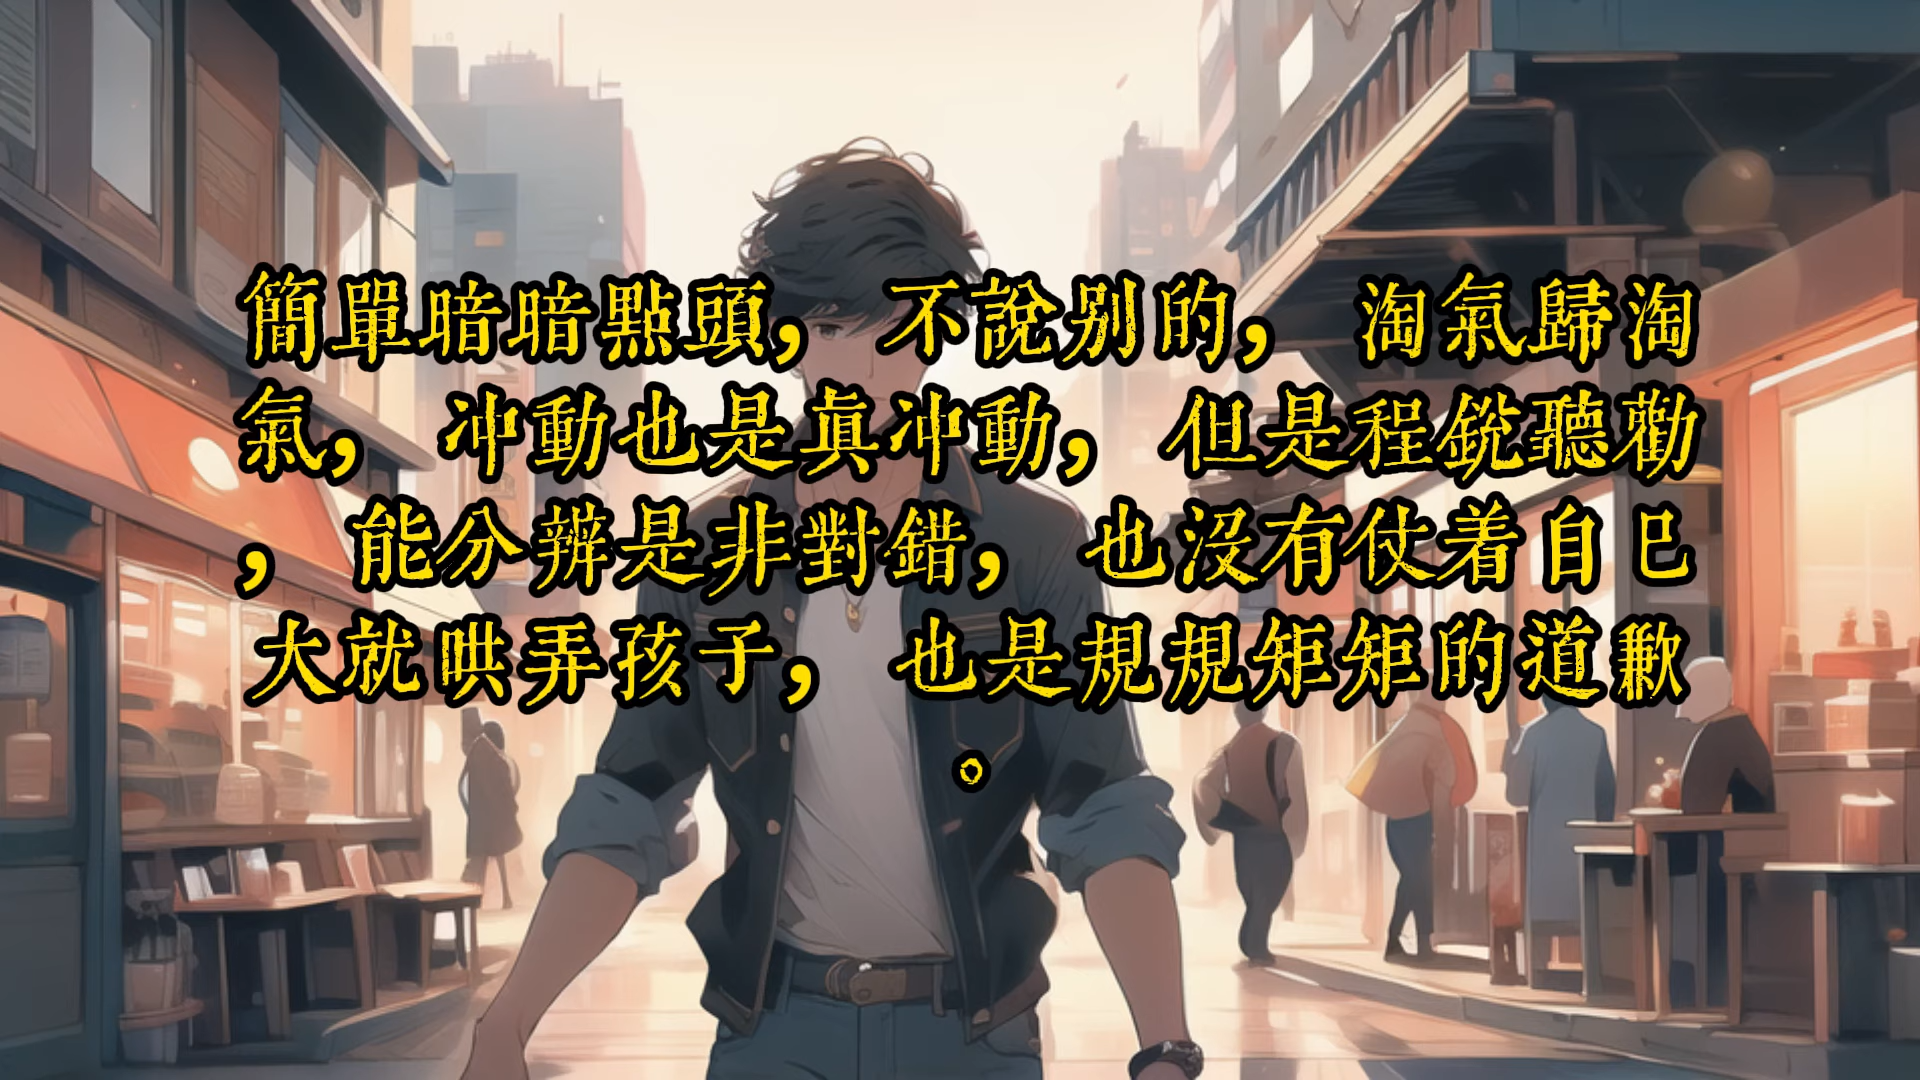 簡單暗暗點頭， 不說别的， 淘氣歸淘
氣， 冲動也是真冲動， 但是程銳聽勸
， 能分辨是非對錯， 也没有仗着自已
大就哄弄孩子， 也是規規矩矩的道歉
。